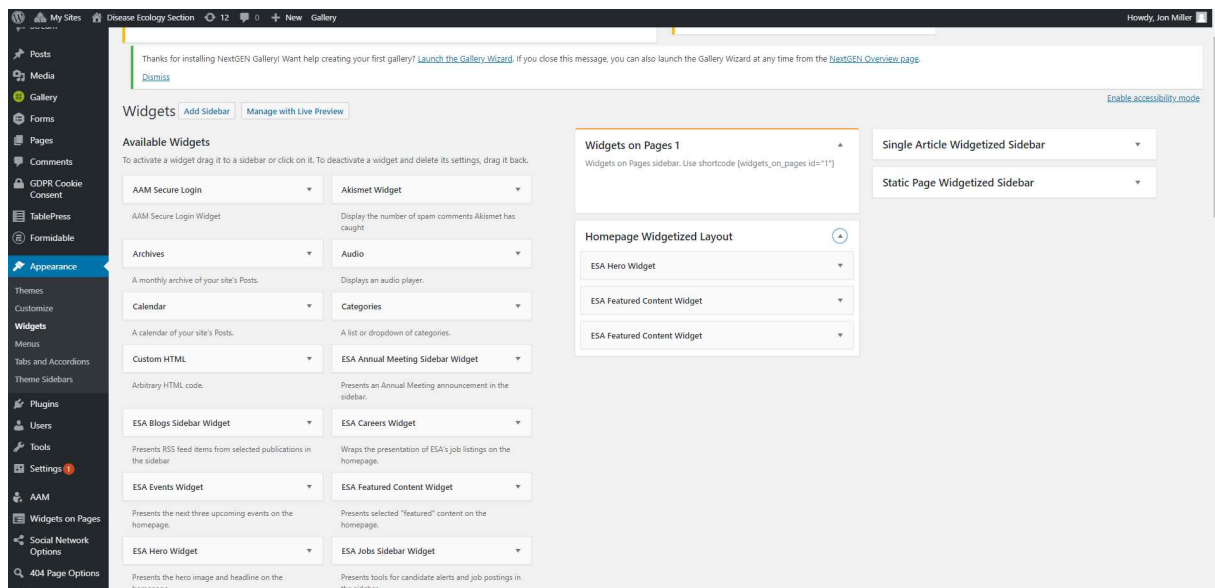 My Sites Disease Ecology Section 12 0 + New Gallery Howdy, Jon Miller
Posts
Media
Gallery
Forms
Pages
Comments
GDPR Cookie
Consent
TablePress
Formidable
Appearance
Themes
Customize
Widgets
Menus
Tabs and Accordions
Theme Sidebars
Plugins
Users
Tools
Settings 1
AAM
Widgets on Pages
Social Network
Options
404 Page Options
Thanks for installing NextGEN Gallery! Want help creating your first gallery? Launch the Gallery Wizard. If you close this message, you can also launch the Gallery Wizard at any time from the NextGEN Overview page.
Dismiss
Enable accessibility mode
Widgets Add Sidebar Manage with Live Preview
Available Widgets
To activate a widget drag it to a sidebar or click on it. To deactivate a widget and delete its settings, drag it back.
AAM Secure Login
AAM Secure Login Widget
Akismet Widget
Display the number of spam comments Akismet has
caught
Archives
A monthly archive of your site's Posts.
Audio
Displays an audio player.
Calendar
A calendar of your site's Posts.
Categories
A list or dropdown of categories.
Custom HTML
Arbitrary HTML code.
ESA Annual Meeting Sidebar Widget
Presents an Annual Meeting announcement in the
sidebar.
ESA Blogs Sidebar Widget
Presents RSS feed items from selected publications in
the sidebar
ESA Careers Widget
Wraps the presentation of ESA's job listings on the
homepage.
ESA Events Widget
Presents the next three upcoming events on the
homepage.
ESA Featured Content Widget
Presents selected "featured" content on the
homepage.
ESA Hero Widget
Presents the hero image and headline on the
ESA Jobs Sidebar Widget
Presents tools for candidate alerts and job postings in
Widgets on Pages 1
Widgets on Pages sidebar. Use shortcode [widgets_on_pages id="1"]
Homepage Widgetized Layout
ESA Hero Widget
ESA Featured Content Widget
ESA Featured Content Widget
Single Article Widgetized Sidebar
Static Page Widgetized Sidebar